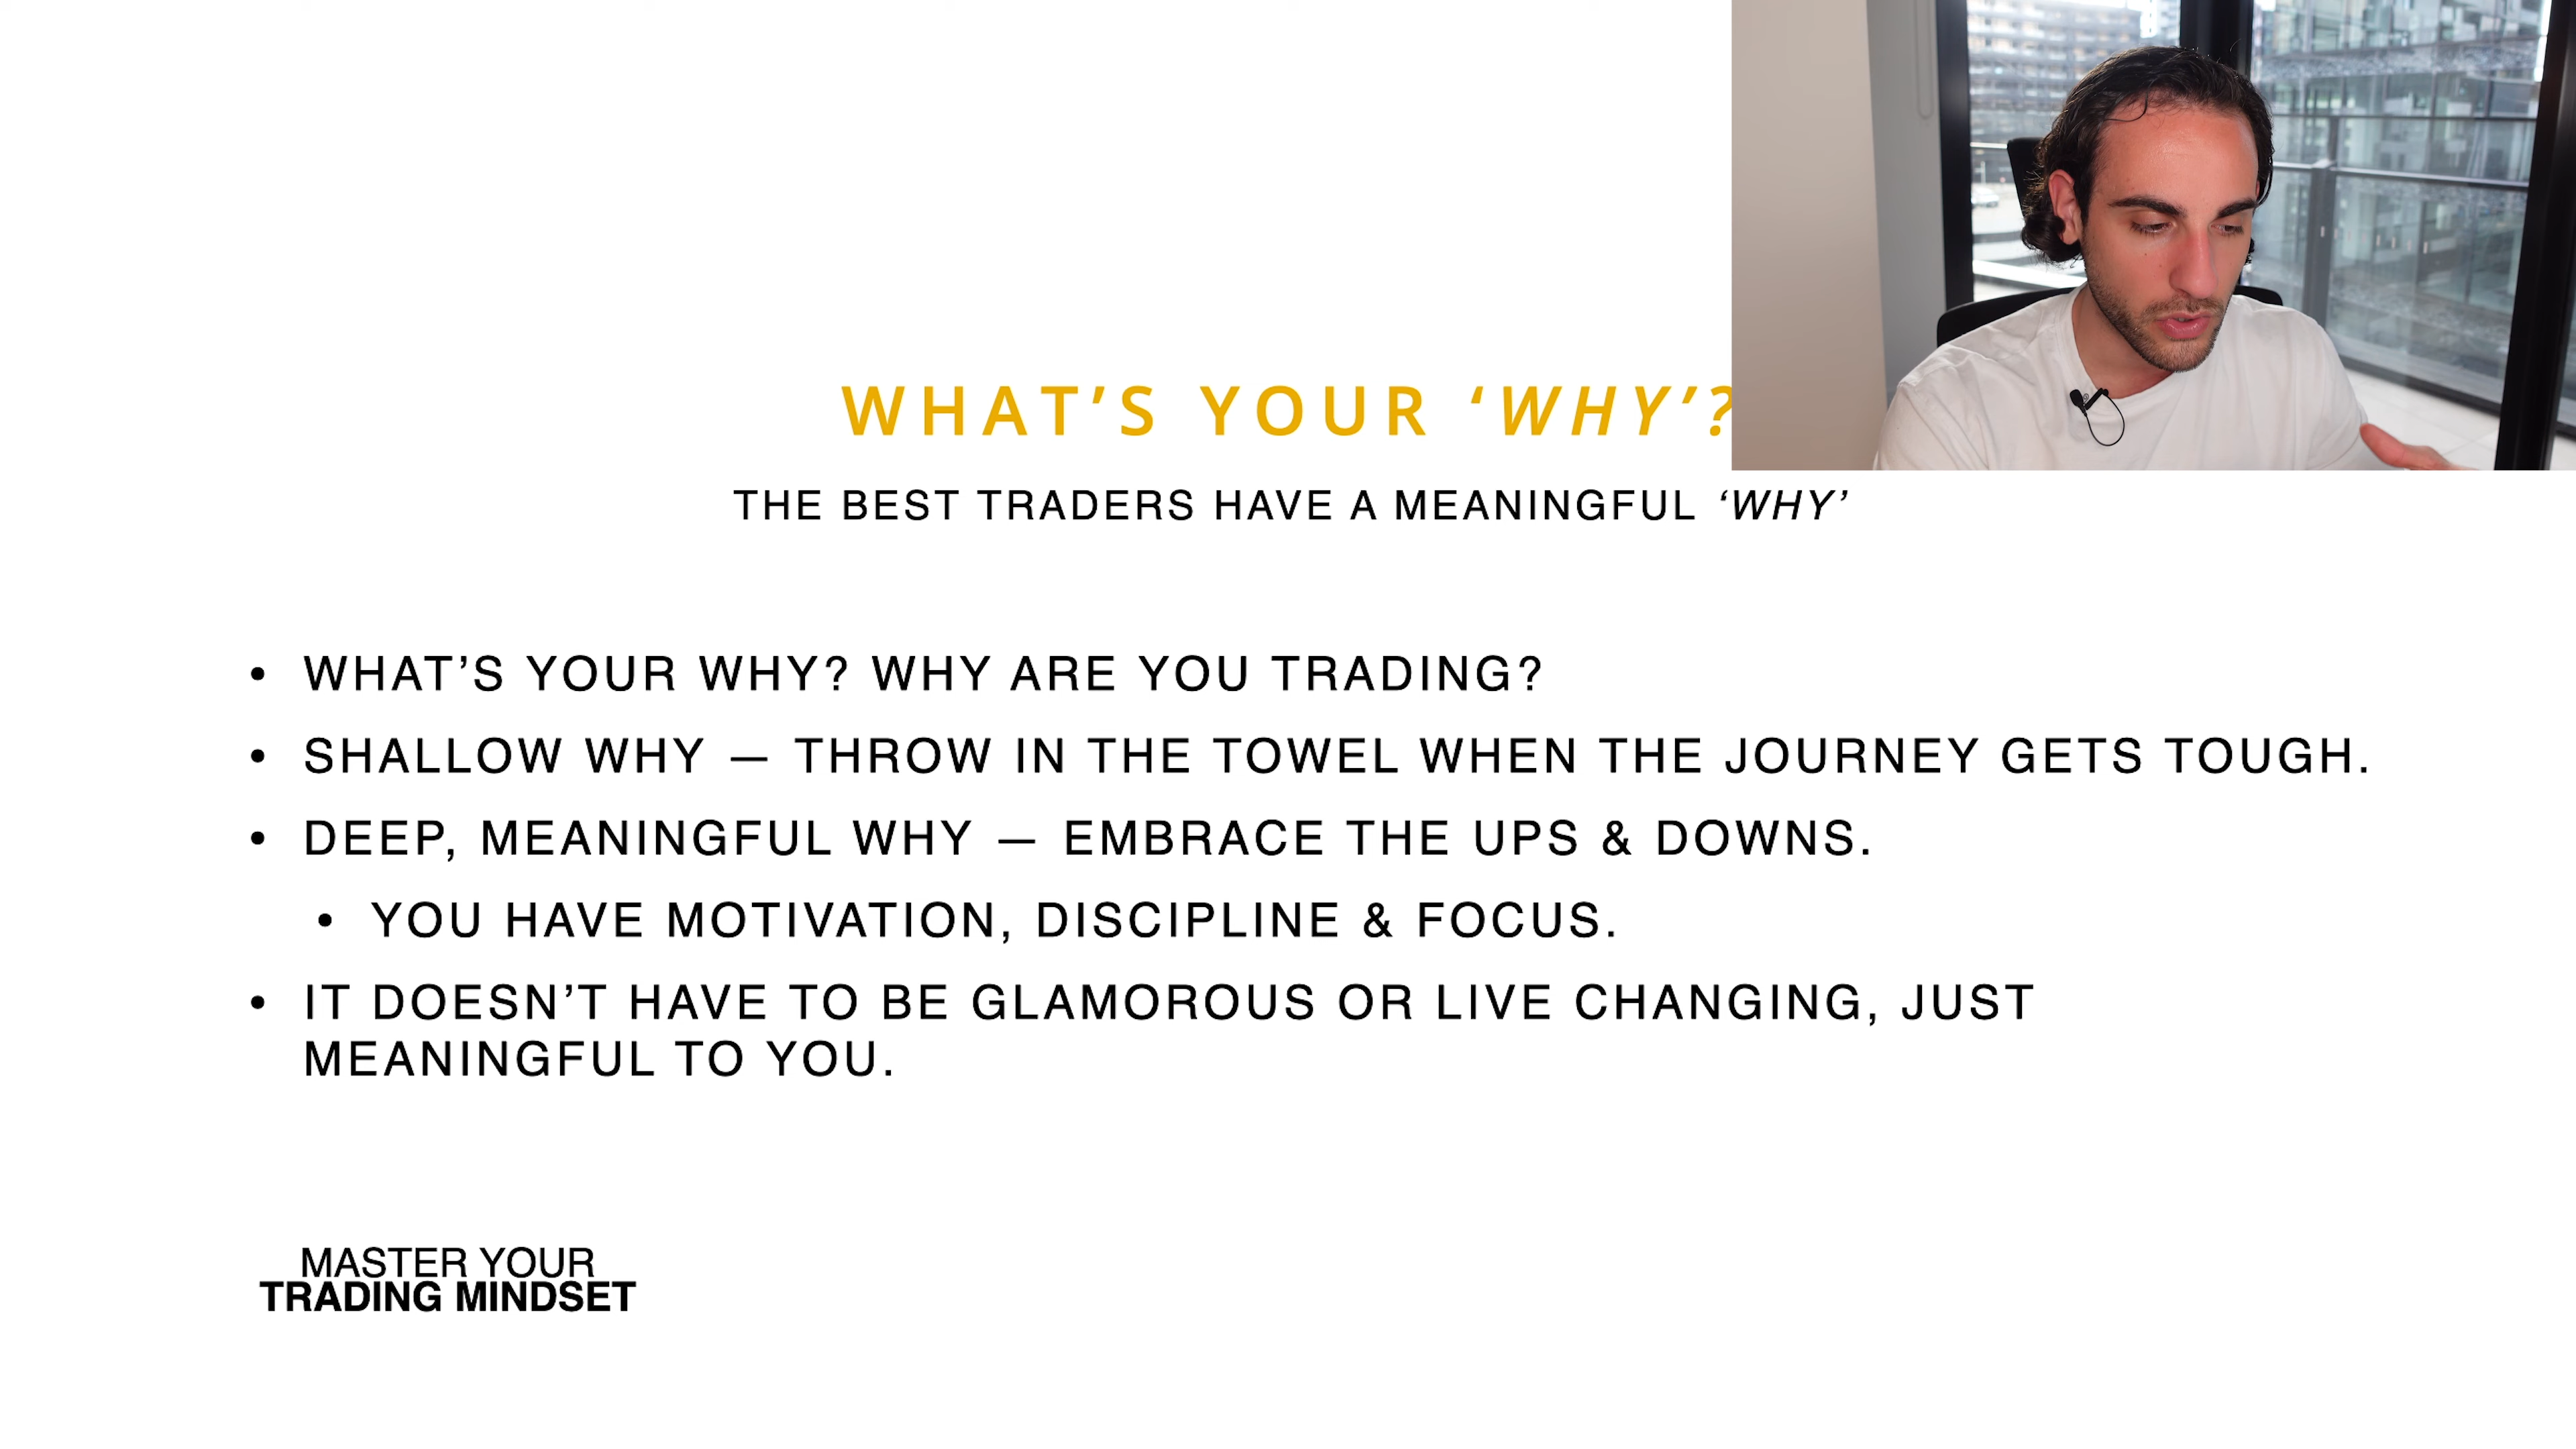 WHAT’S YOUR ‘WHY’?
THE BEST TRADERS HAVE A MEANINGFUL ‘WHY’
• WHAT’S YOUR WHY? WHY ARE YOU TRADING?
• SHALLOW WHY — THROW IN THE TOWEL WHEN THE JOURNEY GETS TOUGH.
• DEEP, MEANINGFUL WHY — EMBRACE THE UPS & DOWNS.
• YOU HAVE MOTIVATION, DISCIPLINE & FOCUS.
• IT DOESN’T HAVE TO BE GLAMOROUS OR LIVE CHANGING, JUST
MEANINGFUL TO YOU.
MASTER YOUR
TRADING MINDSET